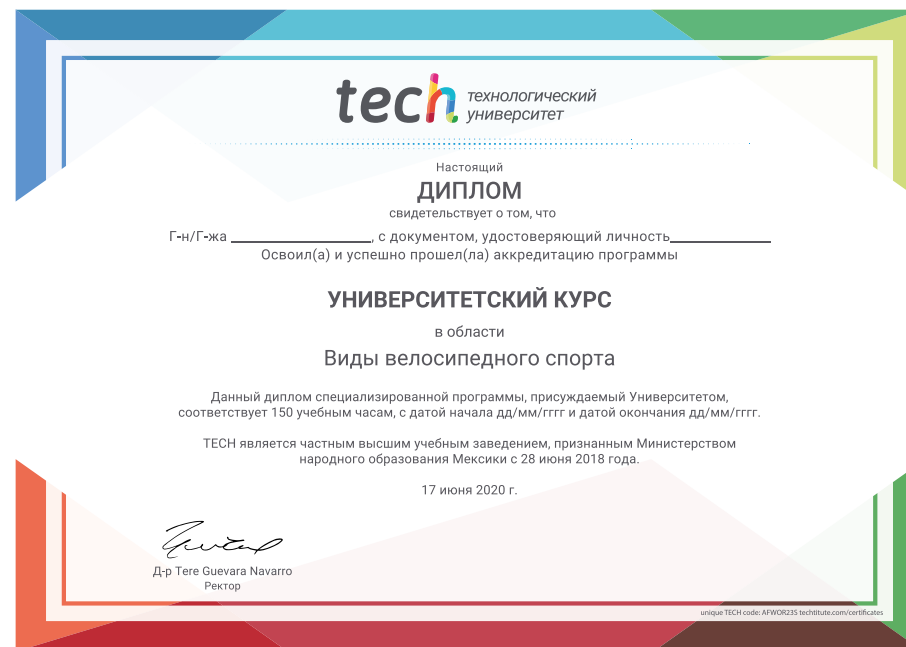 tech технологический
университет
Настоящий
ДИПЛОМ
свидетельствует о том, что
Г-н/Г-жа ____________________, с документом, удостоверяющий личность______________
Освоил(а) и успешно прошел(ла) аккредитацию программы
УНИВЕРСИТЕТСКИЙ КУРС
в области
Виды велосипедного спорта
Данный диплом специализированной программы, присуждаемый Университетом,
соответствует 150 учебным часам, с датой начала дд/мм/гггг и датой окончания дд/мм/гггг.
TECH является частным высшим учебным заведением, признанным Министерством
народного образования Мексики с 28 июня 2018 года.
17 июня 2020 г.
Д-р Tere Guevara Navarro
Ректор
unique TECH code: AFWOR23S techtitute.com/certificates